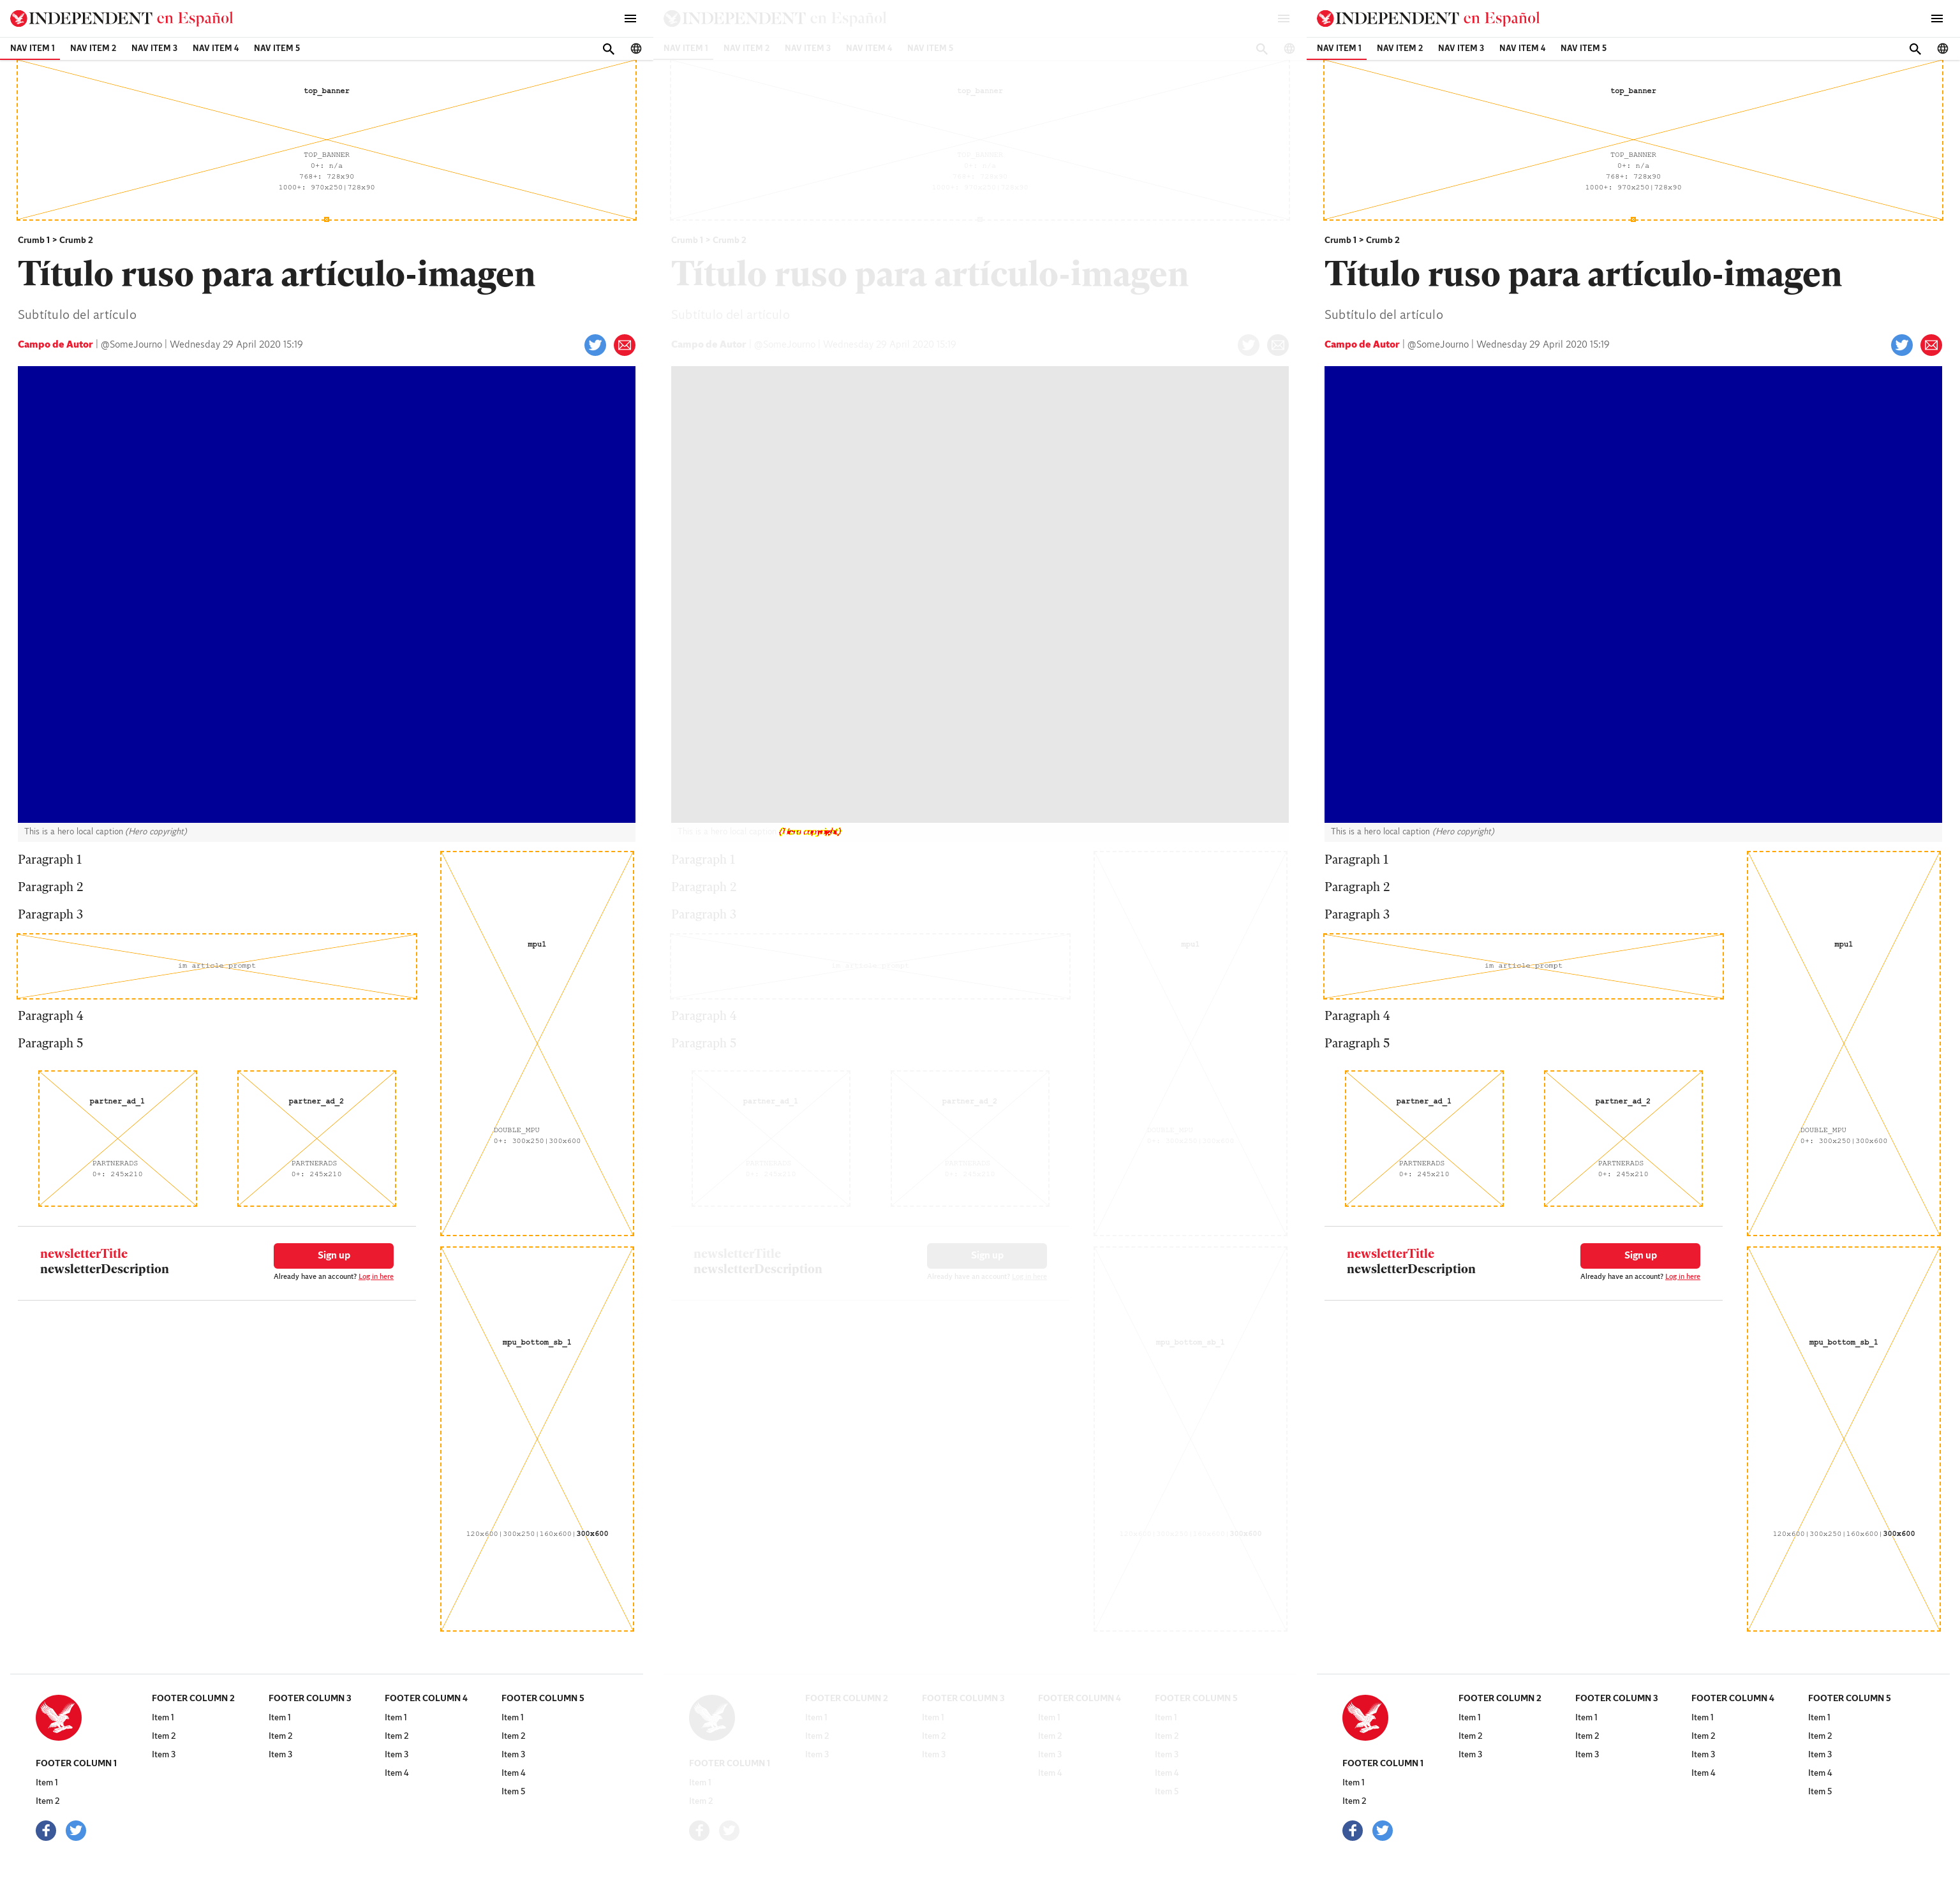 INDEPENDENT en Español
NAV ITEM 1 NAV ITEM 2 NAV ITEM 3 NAV ITEM 4 NAV ITEM 5
top_banner
TOP_BANNER
0+: n/a
768+: 728x90
1000+: 970x250|728x90
Crumb 1 > Crumb 2
Título ruso para artículo-imagen
Subtítulo del artículo
Campo de Autor | @SomeJourno | Wednesday 29 April 2020 15:19
This is a hero local caption (Hero copyright)
Paragraph 1
Paragraph 2
Paragraph 3
im article prompt
Paragraph 4
Paragraph 5
partner_ad_1
PARTNERADS
0+: 245x210
partner_ad_2
PARTNERADS
0+: 245x210
newsletterTitle
newsletterDescription
Sign up
Already have an account? Log in here
mpu1
DOUBLE_MPU
0+: 300x250|300x600
mpu_bottom_sb_1
120x600|300x250|160x600|300x600
FOOTER COLUMN 1
Item 1
Item 2
FOOTER COLUMN 2
Item 1
Item 2
Item 3
FOOTER COLUMN 3
Item 1
Item 2
Item 3
FOOTER COLUMN 4
Item 1
Item 2
Item 3
Item 4
FOOTER COLUMN 5
Item 1
Item 2
Item 3
Item 4
Item 5
INDEPENDENT en Español
NAV ITEM 1 NAV ITEM 2 NAV ITEM 3 NAV ITEM 4 NAV ITEM 5
top_banner
Crumb 1 > Crumb 2
Título ruso para artículo-imagen
Subtítulo del artículo
Campo de Autor | @SomeJourno | Wednesday 29 April 2020 15:19
This is a hero local caption
Paragraph 1
Paragraph 2
Paragraph 3
Paragraph 4
Paragraph 5
partner_ad_1
partner_ad_2
newsletterTitle
newsletterDescription
Sign up
Already have an account? Log in here
mpu1
mpu_bottom_sb_1
FOOTER COLUMN 1
Item 1
Item 2
FOOTER COLUMN 2
Item 1
Item 2
Item 3
FOOTER COLUMN 3
Item 1
Item 2
Item 3
FOOTER COLUMN 4
Item 1
Item 2
Item 3
Item 4
FOOTER COLUMN 5
Item 1
Item 2
Item 3
Item 4
Item 5
INDEPENDENT en Español
NAV ITEM 1 NAV ITEM 2 NAV ITEM 3 NAV ITEM 4 NAV ITEM 5
top_banner
TOP_BANNER
0+: n/a
768+: 728x90
1000+: 970x250|728x90
Crumb 1 > Crumb 2
Título ruso para artículo-imagen
Subtítulo del artículo
Campo de Autor | @SomeJourno | Wednesday 29 April 2020 15:19
This is a hero local caption (Hero copyright)
Paragraph 1
Paragraph 2
Paragraph 3
im article prompt
Paragraph 4
Paragraph 5
partner_ad_1
PARTNERADS
0+: 245x210
partner_ad_2
PARTNERADS
0+: 245x210
newsletterTitle
newsletterDescription
Sign up
Already have an account? Log in here
mpu1
DOUBLE_MPU
0+: 300x250|300x600
mpu_bottom_sb_1
120x600|300x250|160x600|300x600
FOOTER COLUMN 1
Item 1
Item 2
FOOTER COLUMN 2
Item 1
Item 2
Item 3
FOOTER COLUMN 3
Item 1
Item 2
Item 3
FOOTER COLUMN 4
Item 1
Item 2
Item 3
Item 4
FOOTER COLUMN 5
Item 1
Item 2
Item 3
Item 4
Item 5